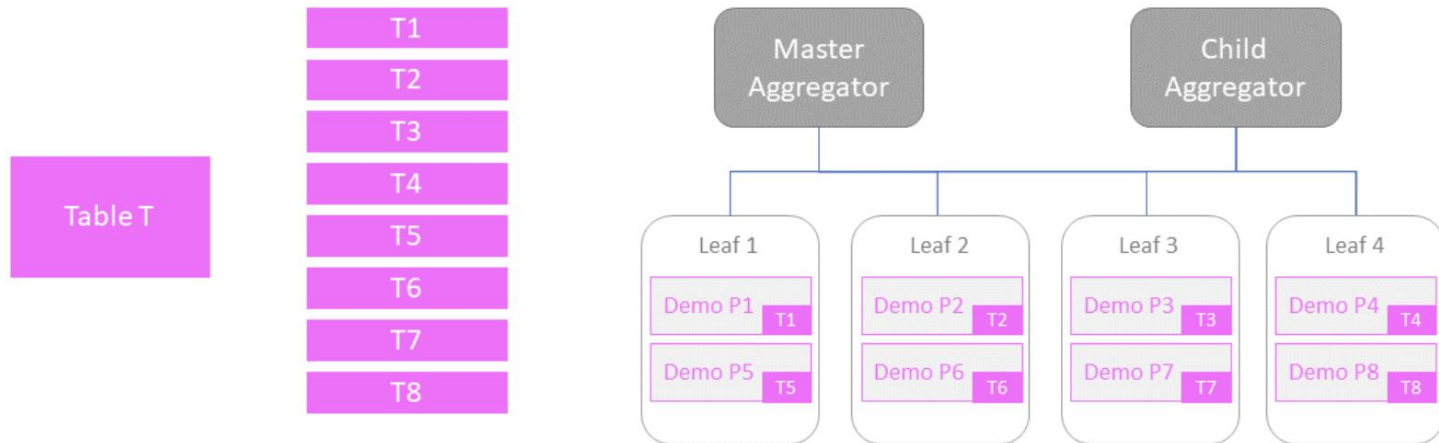 Table T
T1
T2
T3
T4
T5
T6
T7
T8
Master
Aggregator
Child
Aggregator
Leaf 1
Demo P1
T1
Demo P5
T5
Leaf 2
Demo P2
T2
Demo P6
T6
Leaf 3
Demo P3
T3
Demo P7
T7
Leaf 4
Demo P4
T4
Demo P8
T8